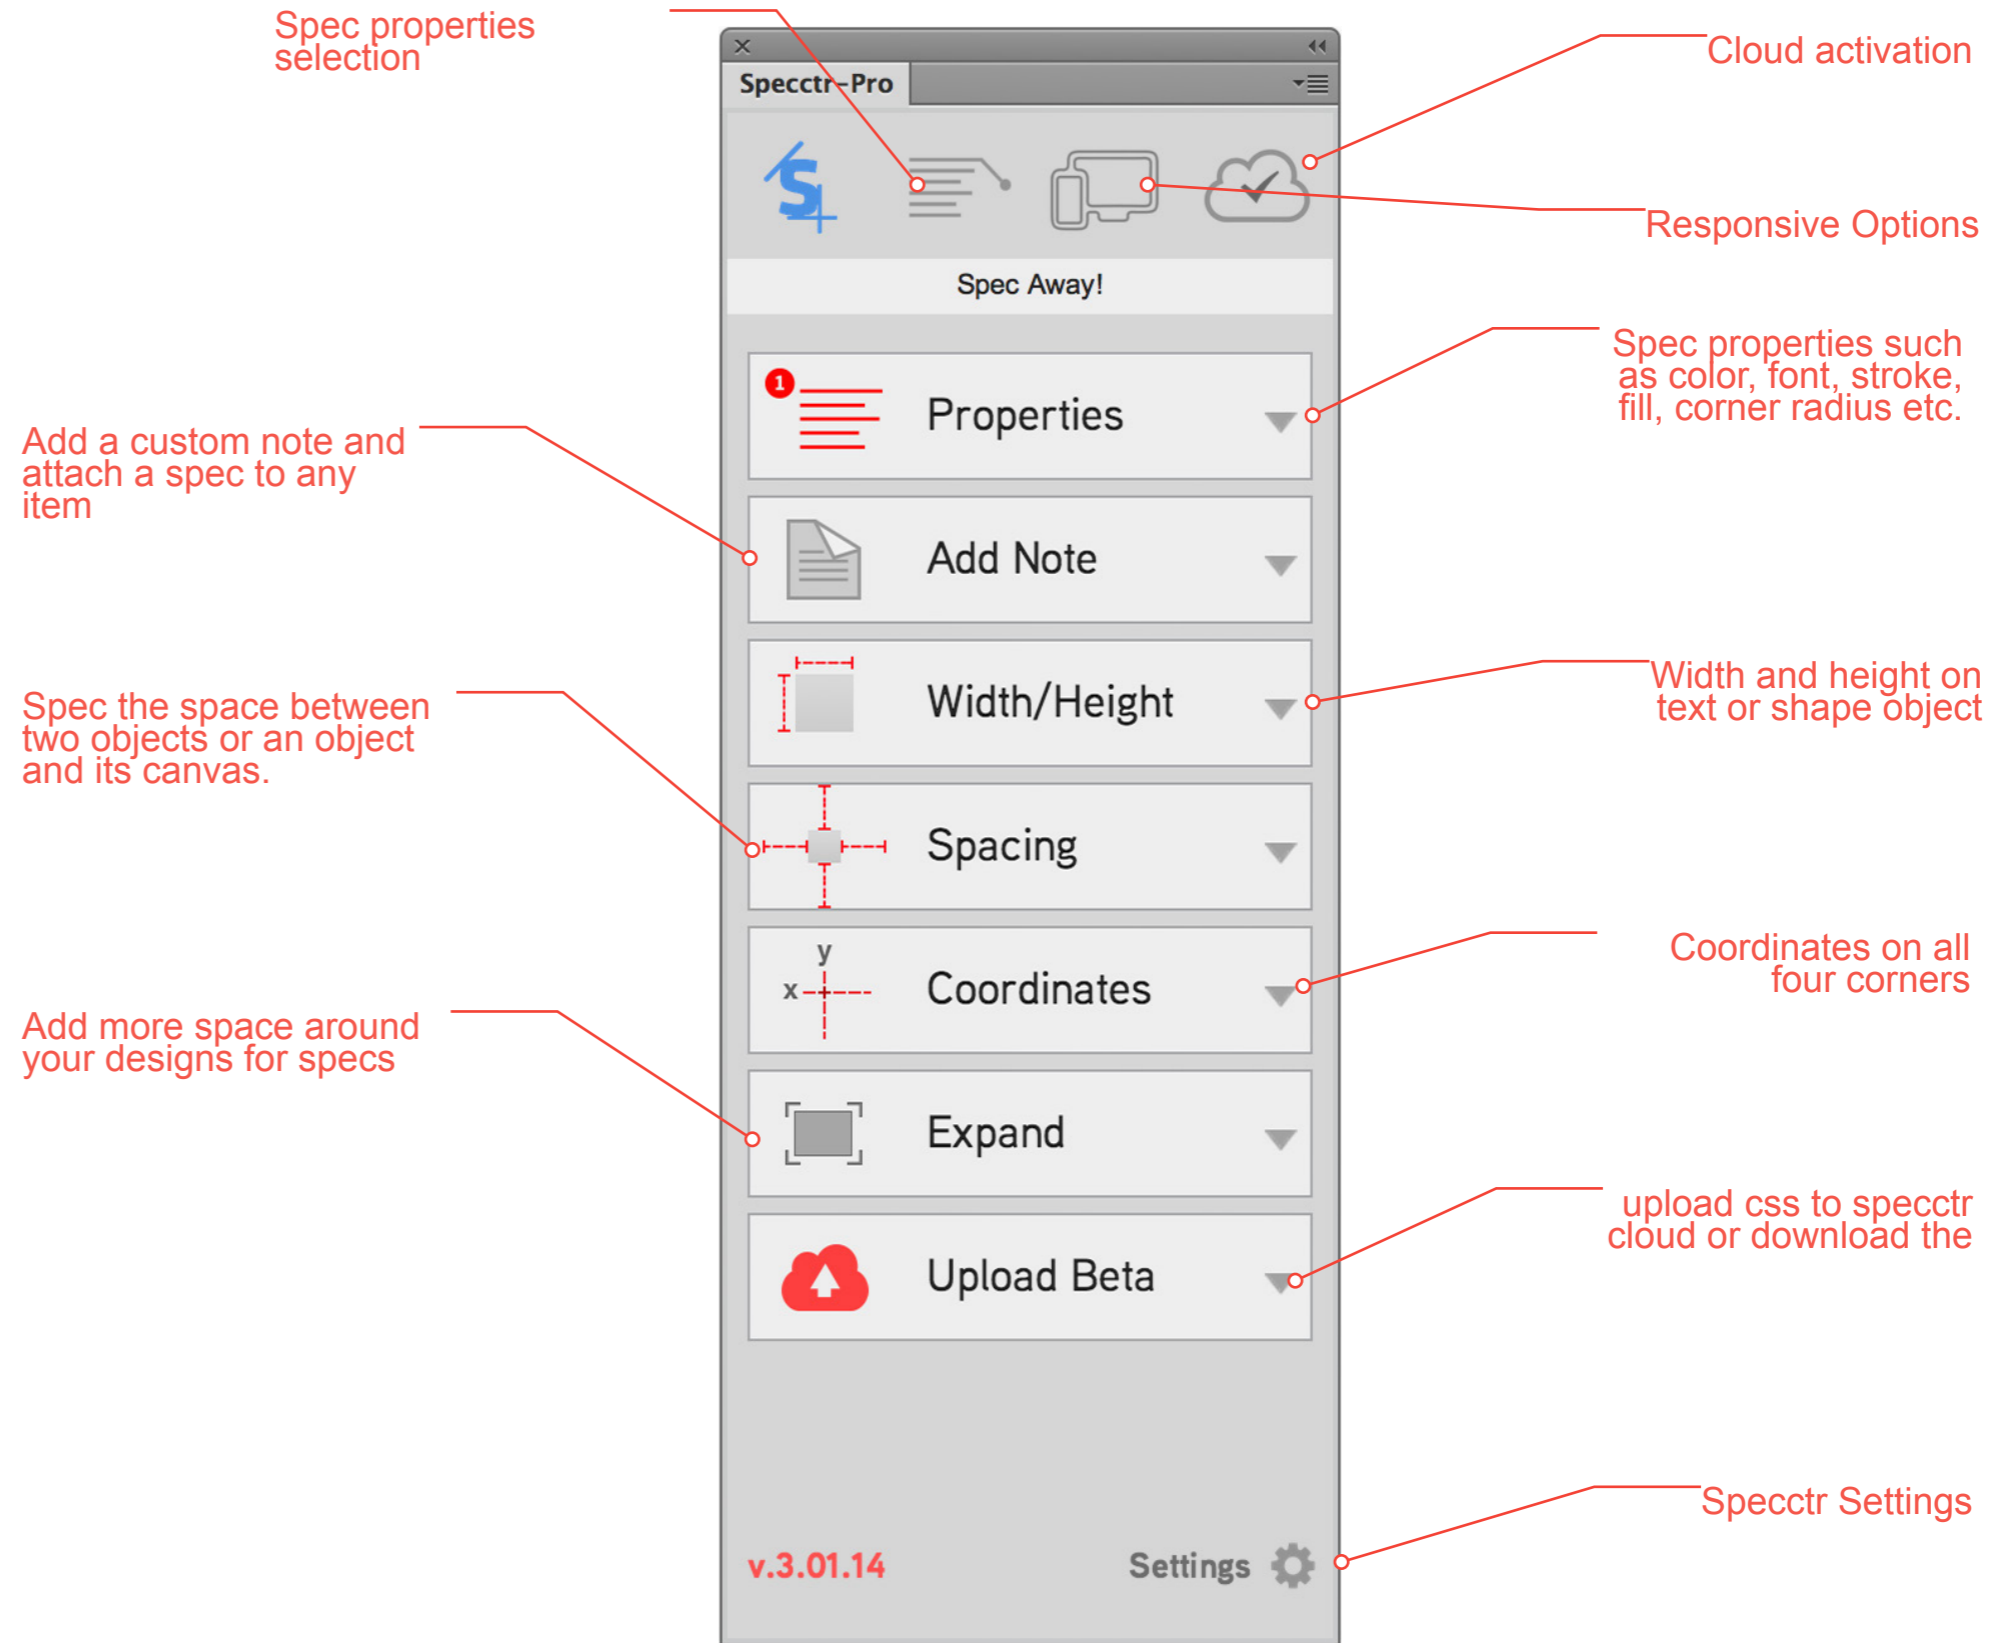 Spec properties
selection
Cloud activation
Specctr-Pro
S
Responsive Options
Spec Away!
Spec properties such
as color, font, stroke,
fill, corner radius etc.
1
Properties
Add a custom note and
attach a spec to any
item
Add Note
Width and height on
text or shape object
Width/Height
Spec the space between
two objects or an object
and its canvas.
Spacing
Coordinates on all
four corners
y
x
Coordinates
Add more space around
your designs for specs
Expand
upload css to specctr
cloud or download the
Upload Beta
Specctr Settings
v.3.01.14
Settings